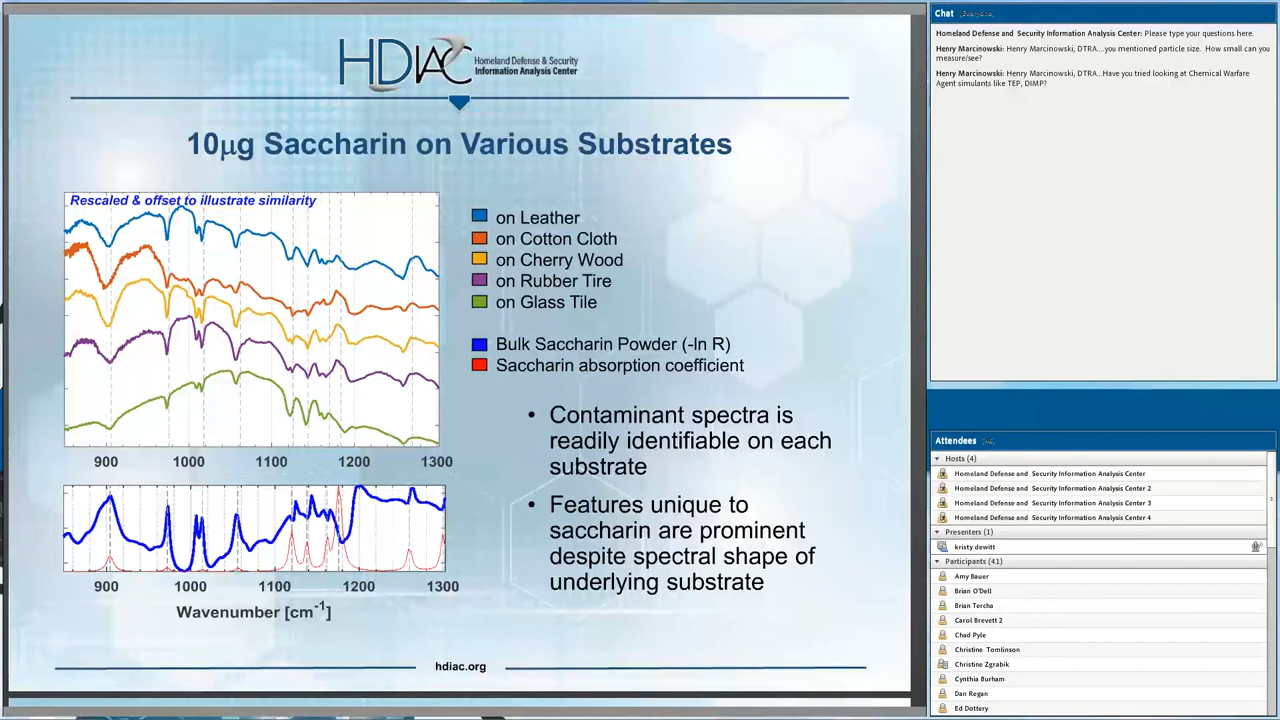 HDIAC
Homeland Defense & Security
Information Analysis Center
10µg Saccharin on Various Substrates
Rescaled & offset to illustrate similarity
900 1000 1100 1200 1300
on Leather
on Cotton Cloth
on Cherry Wood
on Rubber Tire
on Glass Tile
Bulk Saccharin Powder (-ln R)
Saccharin absorption coefficient
900 1000 1100 1200 1300
Wavenumber [cm-1]
• Contaminant spectra is
readily identifiable on each
substrate
• Features unique to
saccharin are prominent
despite spectral shape of
underlying substrate
hdiac.org
Chat (Everyone)
Homeland Defense and Security Information Analysis Center: Please type your questions here.
Henry Marcinowski: Henry Marcinowski, DTRA....you mentioned particle size. How small can you
measure/see?
Henry Marcinowski: Henry Marcinowski, DTRA...Have you tried looking at Chemical Warfare
Agent simulants like TEP, DIMP?
Attendees
Hosts (4)
Homeland Defense and Security Information Analysis Center
Homeland Defense and Security Information Analysis Center 2
Homeland Defense and Security Information Analysis Center 3
Homeland Defense and Security Information Analysis Center 4
Presenters (1)
kristy dewitt
Participants (41)
Amy Bauer
Brian O'Dell
Brian Tercha
Carol Brevett 2
Chad Pyle
Christine Tomlinson
Christine Zgrabik
Cynthia Burham
Dan Regan
Ed Dottery